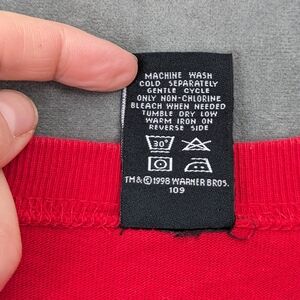 MACHINE WASH
COLD SEPARATELY
GENTLE CYCLE
ONLY NON-CHLORINE
BLEACH WHEN NEEDED
TUMBLE DRY LOW
WARM IRON ON
REVERSE SIDE
30°
TM & © 1998 WARNER BROS.
109